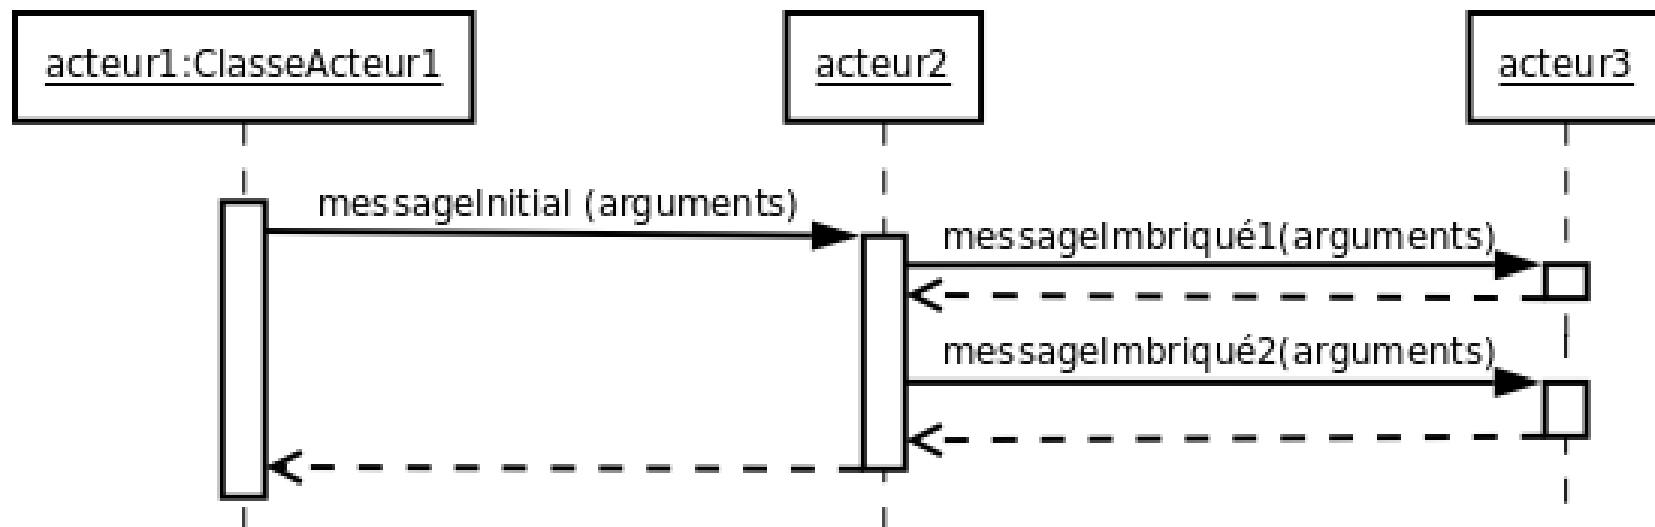 acteur1:ClasseActeur1
acteur2
acteur3
messageInitial (arguments)
messageImbriqué1(arguments)
messageImbriqué2(arguments)